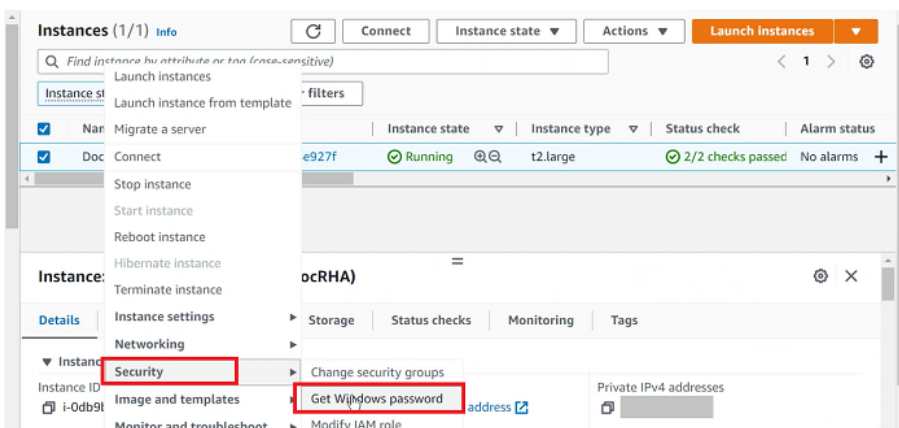 Instances (1/1) Info Connect Instance state Actions Launch instances
Find instance by attribute or tag (case-sensitive) 1
Launch instances
Instance st filters
Launch instance from template
Nar Migrate a server Instance state Instance type Status check Alarm status
Doc Connect e927f Running t2.large 2/2 checks passed No alarms
Stop instance
Start instance
Reboot instance
Hibernate instance
Instance: ocRHA)
Terminate instance
Details Instance settings Storage Status checks Monitoring Tags
Networking
Instanc Security Change security groups
Instance ID Private IPv4 addresses
i-0db9b Image and templates Get Windows password address
Monitor and troubleshoot Modify IAM role